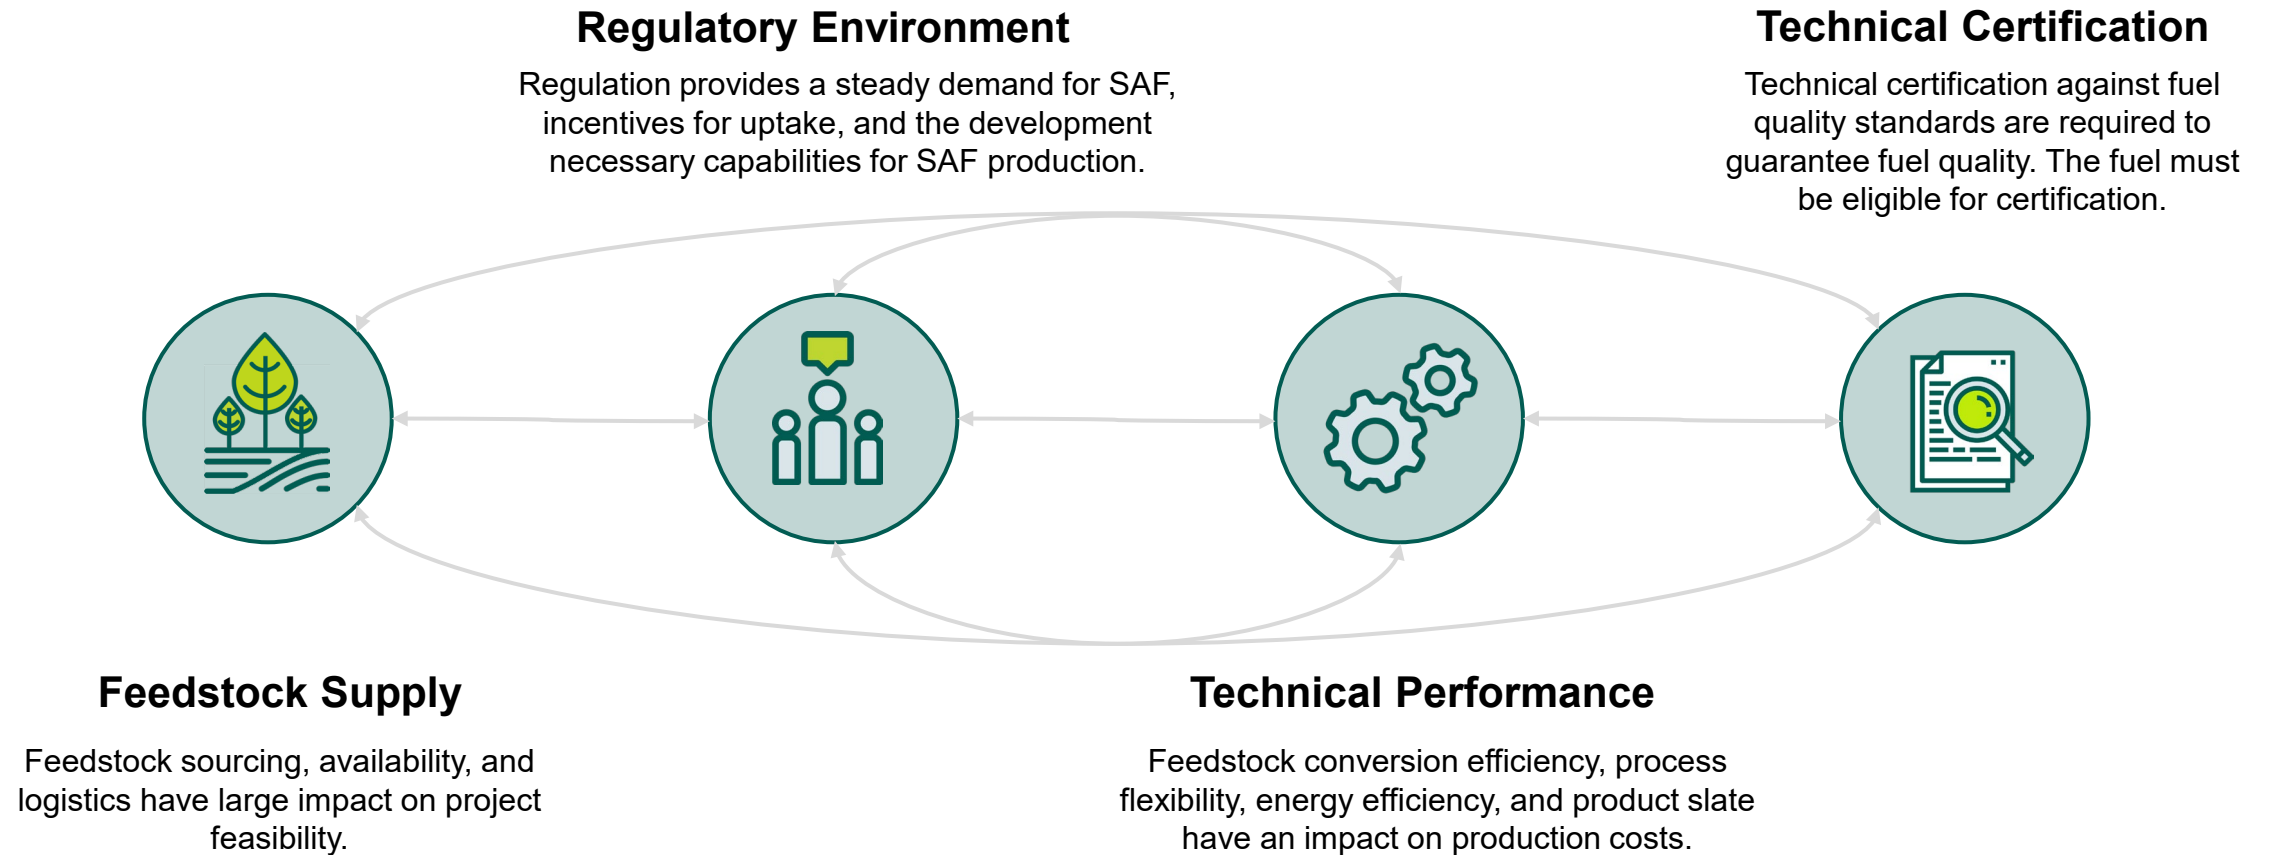 Regulatory Environment
Regulation provides a steady demand for SAF,
incentives for uptake, and the development
necessary capabilities for SAF production.
Technical Certification
Technical certification against fuel
quality standards are required to
guarantee fuel quality. The fuel must
be eligible for certification.
Feedstock Supply
Feedstock sourcing, availability, and
logistics have large impact on project
feasibility.
Technical Performance
Feedstock conversion efficiency, process
flexibility, energy efficiency, and product slate
have an impact on production costs.